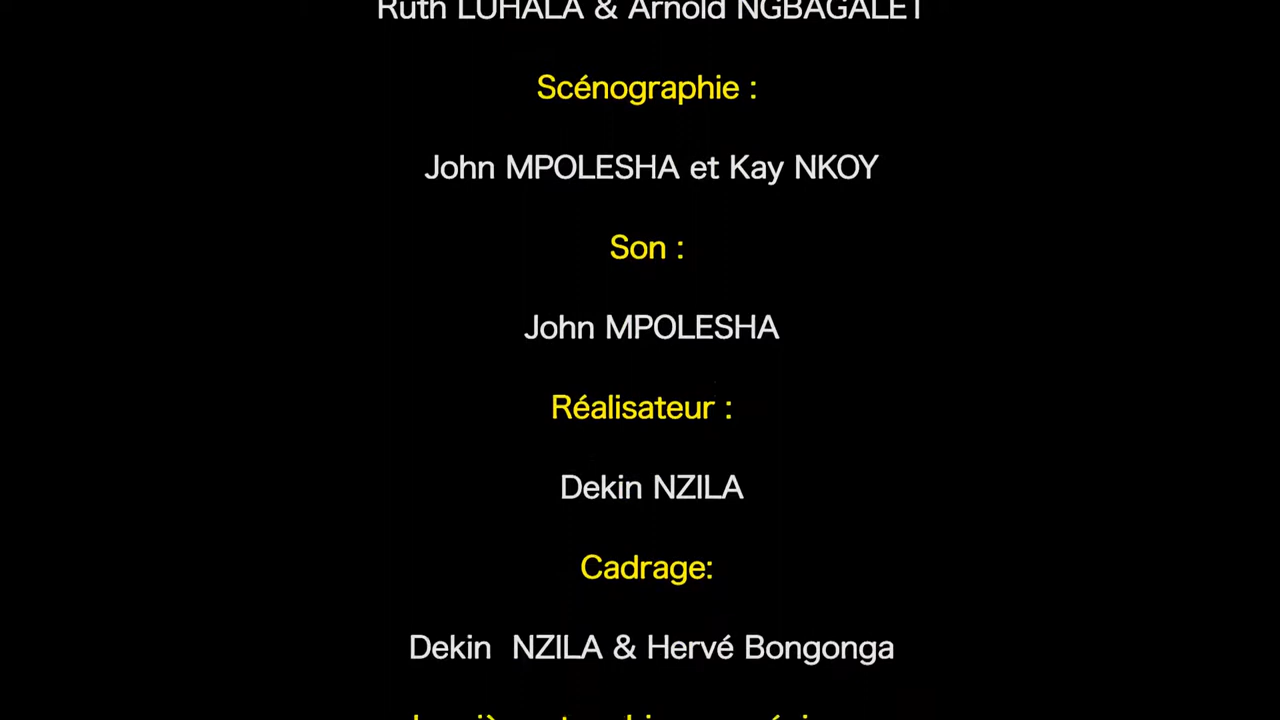 Ruth LUHALA & Arnold NGBAGALET
Scénographie :
John MPOLESHA et Kay NKOY
Son :
John MPOLESHA
Réalisateur :
Dekin NZILA
Cadrage:
Dekin  NZILA & Hervé Bongonga